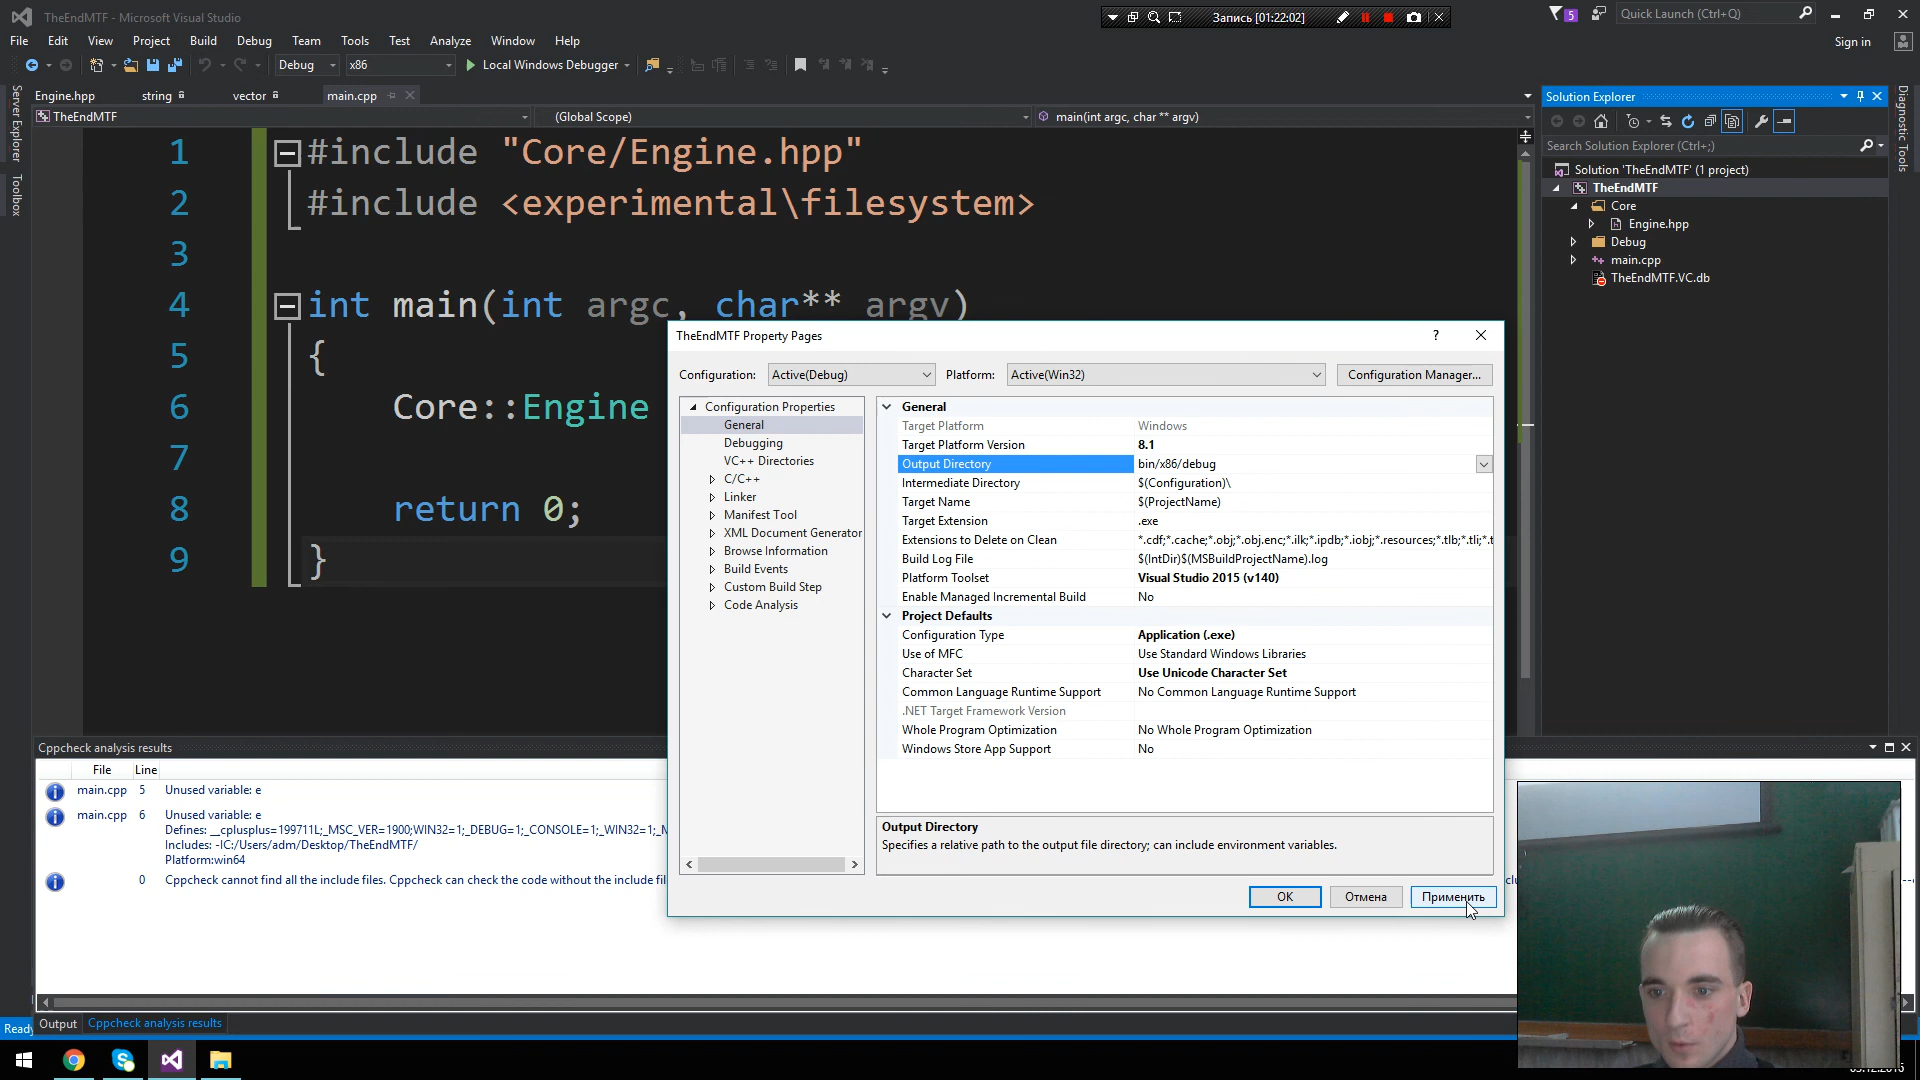 TheEndMTF - Microsoft Visual Studio
Запись [01:22:02]
5
Quick Launch (Ctrl+Q)
File Edit View Project Build Debug Team Tools Test Analyze Window Help
Sign in
Debug x86 Local Windows Debugger
Server Explorer
Toolbox
Engine.hpp string vector main.cpp
TheEndMTF (Global Scope) main(int argc, char ** argv)
1 #include "Core/Engine.hpp"
2 #include <experimental\filesystem>
3
4 int main(int argc, char** argv)
5 {
6 Core::Engine
7
8 return 0;
9 }
Solution Explorer
Search Solution Explorer (Ctrl+;)
Solution 'TheEndMTF' (1 project)
TheEndMTF
Core
Engine.hpp
Debug
main.cpp
TheEndMTF.VC.db
Diagnostic Tools
TheEndMTF Property Pages
?
Configuration: Active(Debug) Platform: Active(Win32) Configuration Manager...
Configuration Properties
General
Debugging
VC++ Directories
C/C++
Linker
Manifest Tool
XML Document Generator
Browse Information
Build Events
Custom Build Step
Code Analysis
General
Target Platform Windows
Target Platform Version 8.1
Output Directory bin/x86/debug
Intermediate Directory $(Configuration)\
Target Name $(ProjectName)
Target Extension .exe
Extensions to Delete on Clean *.cdf;*.cache;*.obj;*.obj.enc;*.ilk;*.ipdb;*.iobj;*.resources;*.tlb;*.tli;*.t
Build Log File $(IntDir)$(MSBuildProjectName).log
Platform Toolset Visual Studio 2015 (v140)
Enable Managed Incremental Build No
Project Defaults
Configuration Type Application (.exe)
Use of MFC Use Standard Windows Libraries
Character Set Use Unicode Character Set
Common Language Runtime Support No Common Language Runtime Support
.NET Target Framework Version
Whole Program Optimization No Whole Program Optimization
Windows Store App Support No
Output Directory
Specifies a relative path to the output file directory; can include environment variables.
OK Отмена Применить
Cppcheck analysis results
File Line
main.cpp 5 Unused variable: e
main.cpp 6 Unused variable: e
Defines: __cplusplus=199711L;_MSC_VER=1900;WIN32=1;_DEBUG=1;_CONSOLE=1;_WIN32=1;_M
Includes: -IC:/Users/adm/Desktop/TheEndMTF/
Platform:win64
0 Cppcheck cannot find all the include files. Cppcheck can check the code without the include fil
Output Cppcheck analysis results
Ready